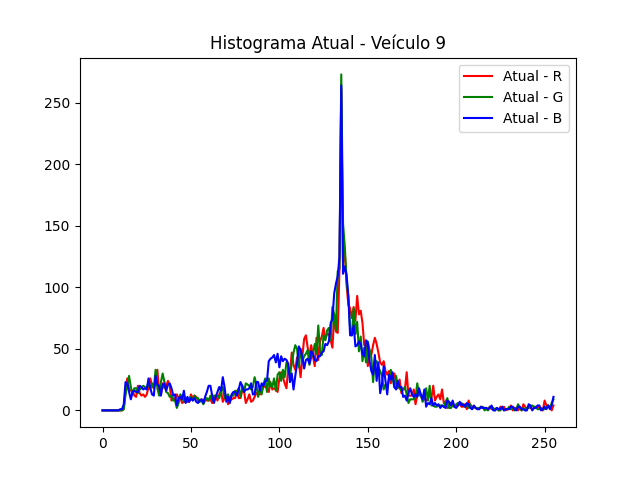 Histograma Atual - Veículo 9
Atual - R
Atual - G
Atual - B
250
200
150
100
50
0
0 50 100 150 200 250